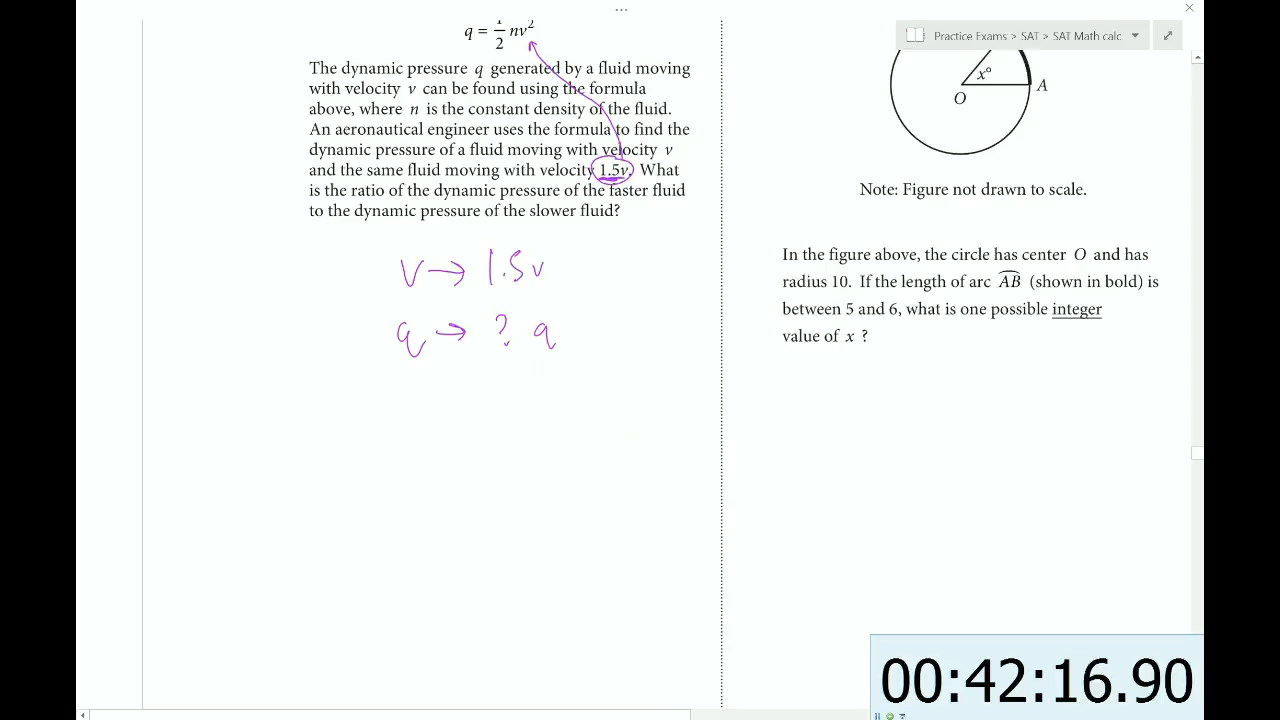 ...
Practice Exams > SAT > SAT Math calc
q = 1/2 nv²
The dynamic pressure q generated by a fluid moving
with velocity v can be found using the formula
above, where n is the constant density of the fluid.
An aeronautical engineer uses the formula to find the
dynamic pressure of a fluid moving with velocity v
and the same fluid moving with velocity 1.5v. What
is the ratio of the dynamic pressure of the faster fluid
to the dynamic pressure of the slower fluid?
v → 1.5v
q → ? q
x°
O
A
Note: Figure not drawn to scale.
In the figure above, the circle has center O and has
radius 10. If the length of arc AB (shown in bold) is
between 5 and 6, what is one possible integer
value of x ?
00:42:16.90